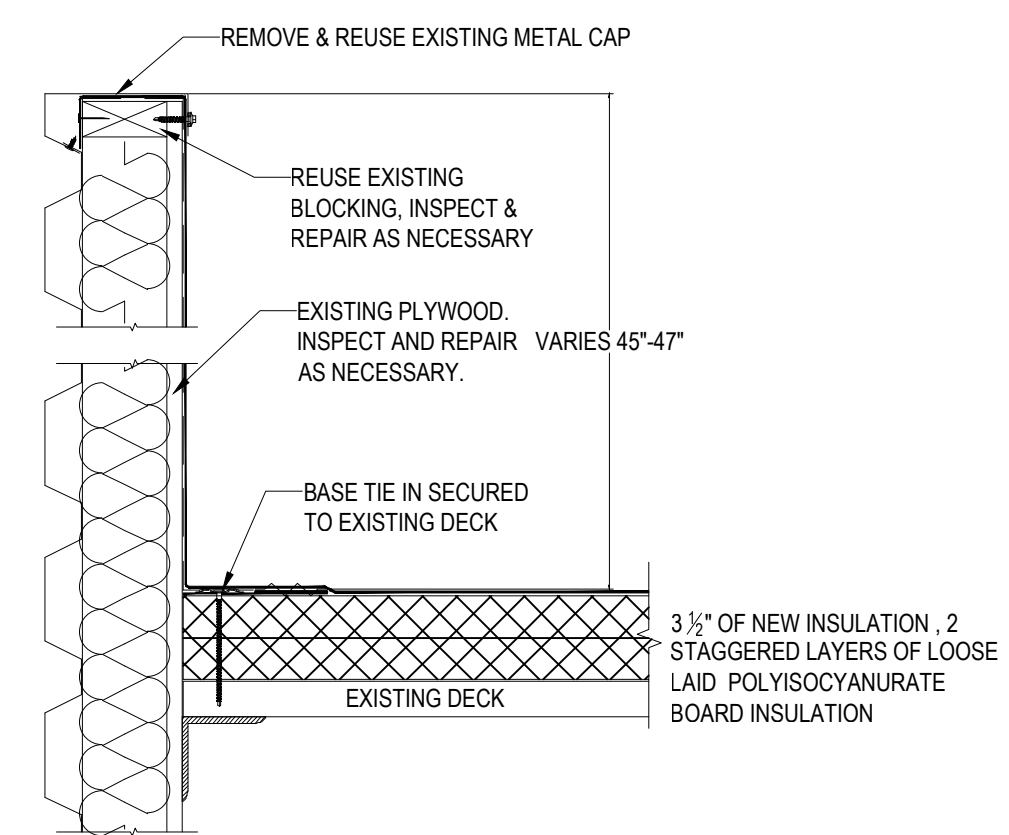 REMOVE & REUSE EXISTING METAL CAP
REUSE EXISTING
BLOCKING, INSPECT &
REPAIR AS NECESSARY
EXISTING PLYWOOD.
INSPECT AND REPAIR
AS NECESSARY.
VARIES 45"-47"
BASE TIE IN SECURED
TO EXISTING DECK
3 ½" OF NEW INSULATION , 2
STAGGERED LAYERS OF LOOSE
LAID POLYISOCYANURATE
BOARD INSULATION
EXISTING DECK